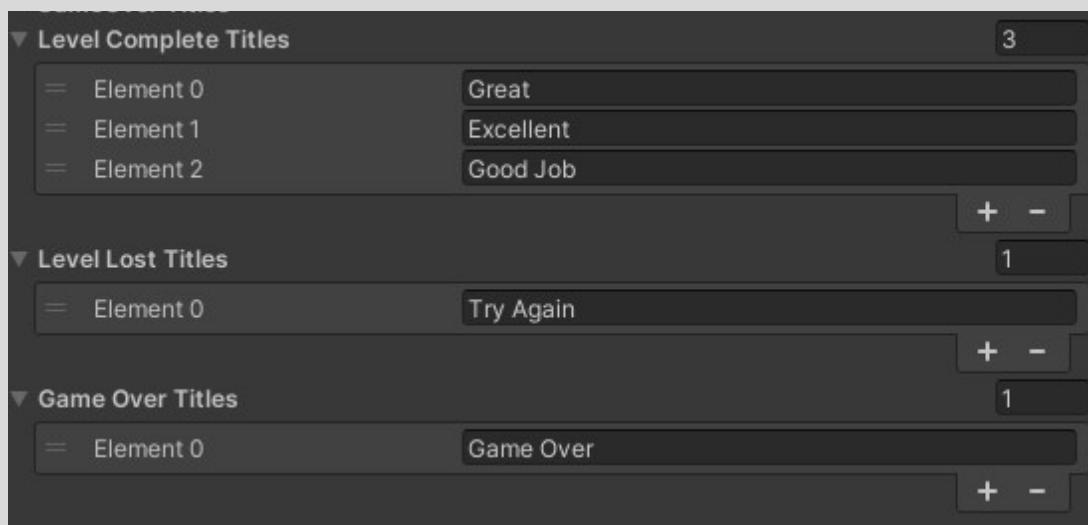 Level Complete Titles 3
Element 0 Great
Element 1 Excellent
Element 2 Good Job
+ -
Level Lost Titles 1
Element 0 Try Again
+ -
Game Over Titles 1
Element 0 Game Over
+ -